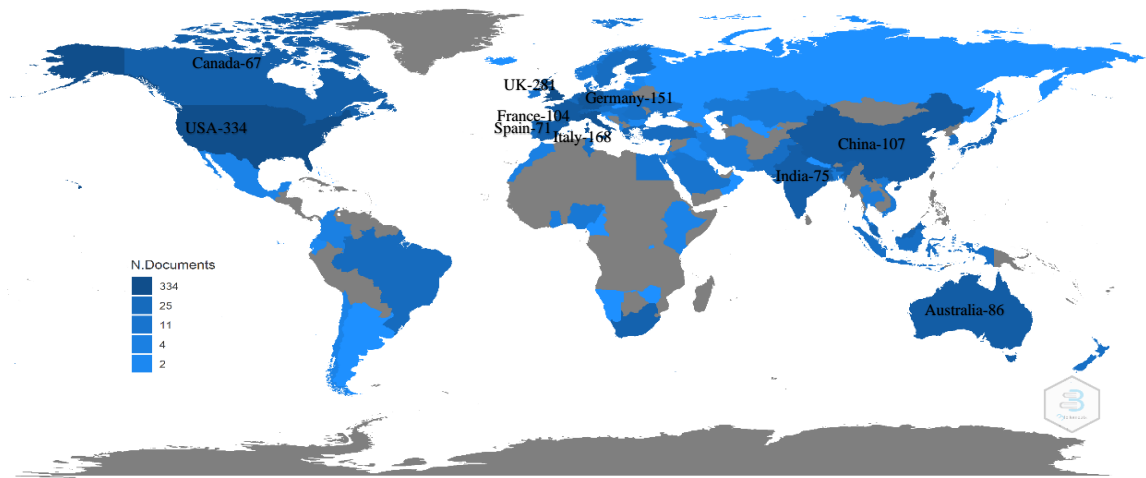 Canada-67
UK-281
Germany-151
France-104
USA-334
Spain-71
Italy-168
China-107
India-75
N.Documents
334
25
11
4
2
Australia-86